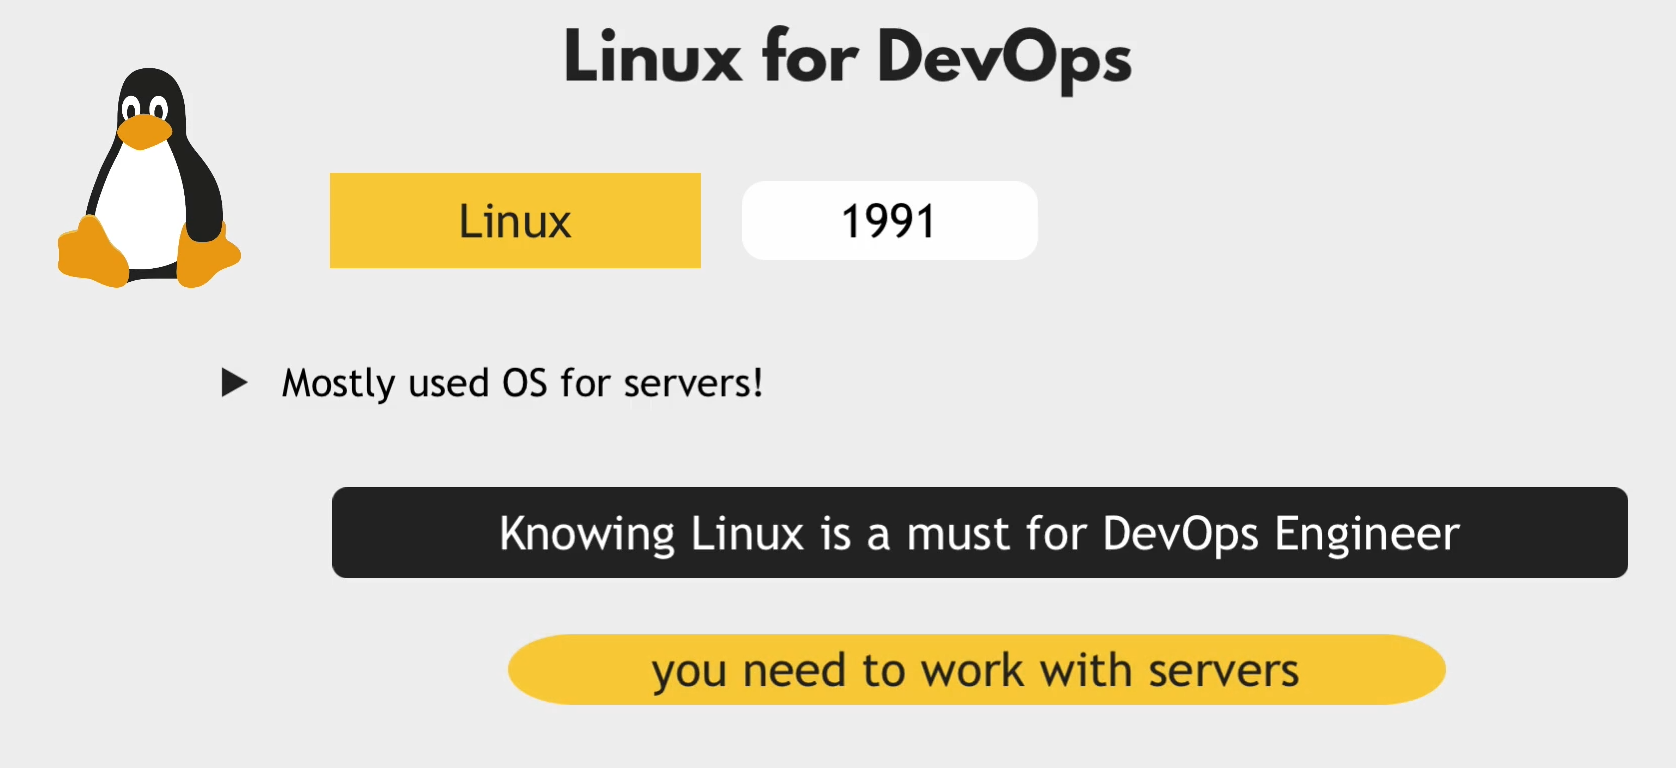 Linux for DevOps
Linux
1991
Mostly used OS for servers!
Knowing Linux is a must for DevOps Engineer
you need to work with servers